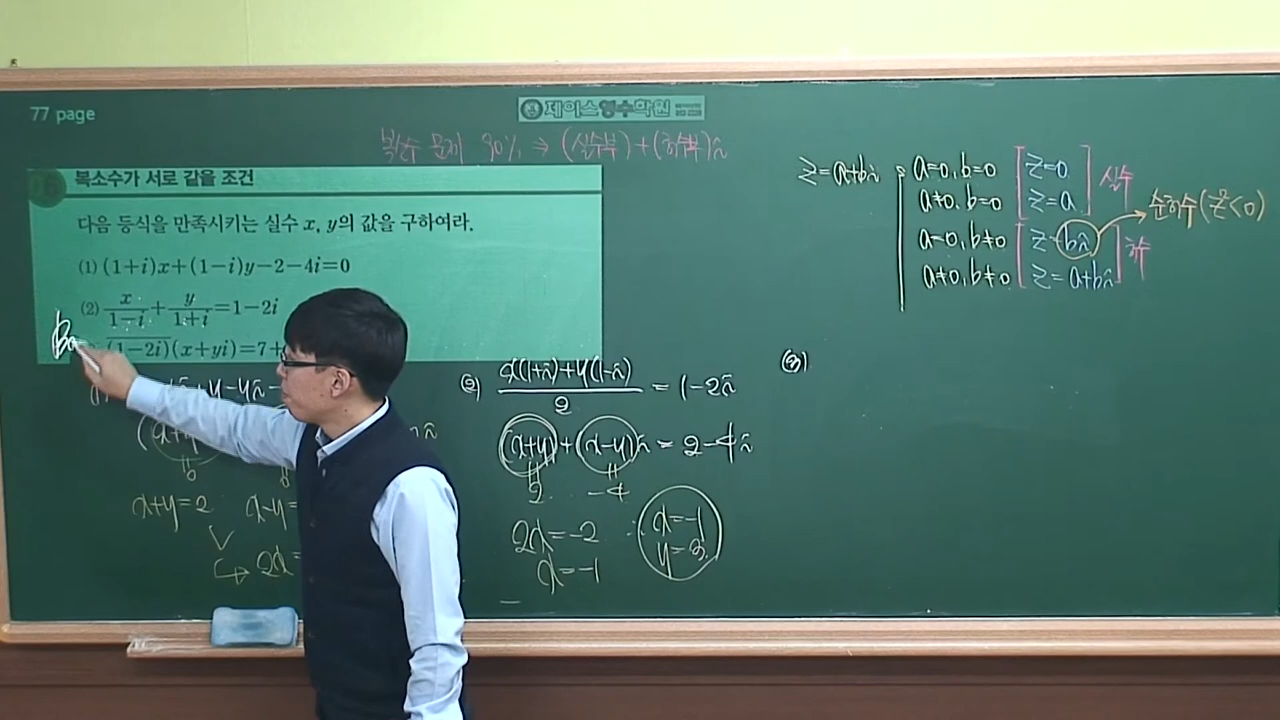 77 page
제이스영수학원
복소수 문제 90% ⇒ (실수부)+(허수부)i
복소수가 서로 같을 조건
다음 등식을 만족시키는 실수 x, y의 값을 구하여라.
(1) (1+i)x+(1-i)y-2-4i=0
(2) x/(1-i)+y/(1+i)=1-2i
(1-2i)(x+yi)=7+
z=a+bi
a=0, b=0 z=0
a≠0, b=0 z=a
실수
a=0, b≠0 z=bi
a≠0, b≠0 z=a+bi
허수
순허수(z²<0)
+y-yi-
(x+y)
x+y=2 x-y=
2x=
(2) (x(1+i)+y(1-i))/2 = 1-2i
(x+y)+(x-y)i = 2-4i
2 -4
2x=-2
x=-1
∴ x=-1
y=3
(3)